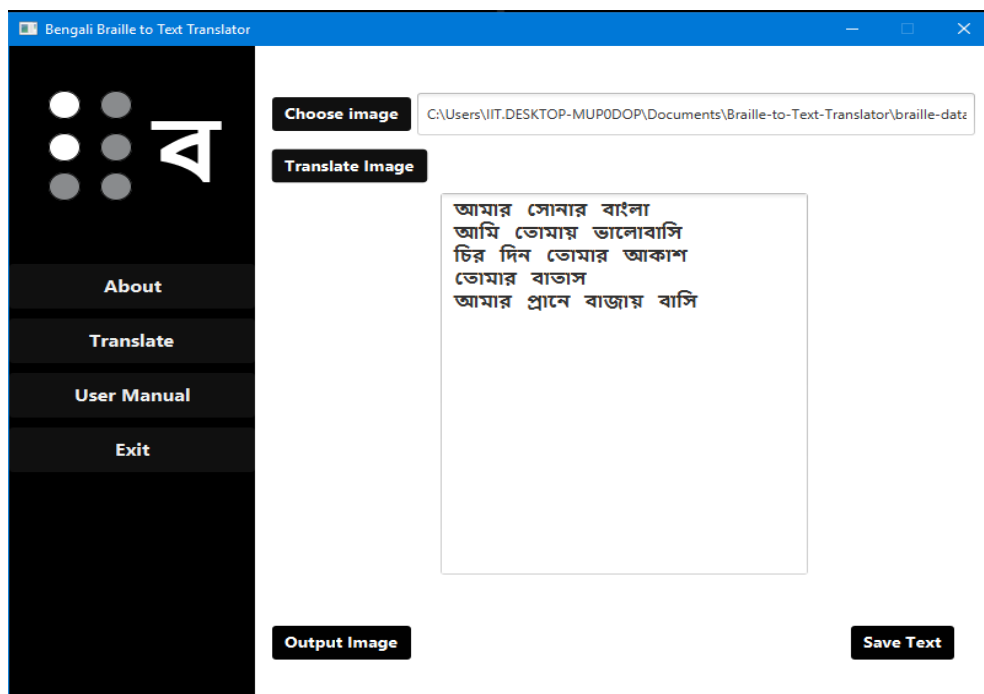 Bengali Braille to Text Translator
ব
Choose image
C:\Users\IIT.DESKTOP-MUP0DOP\Documents\Braille-to-Text-Translator\braille-data
Translate Image
আমার সোনার বাংলা
আমি তোমায় ভালোবাসি
চির দিন তোমার আকাশ
তোমার বাতাস
আমার প্রানে বাজায় বাসি
About
Translate
User Manual
Exit
Output Image
Save Text